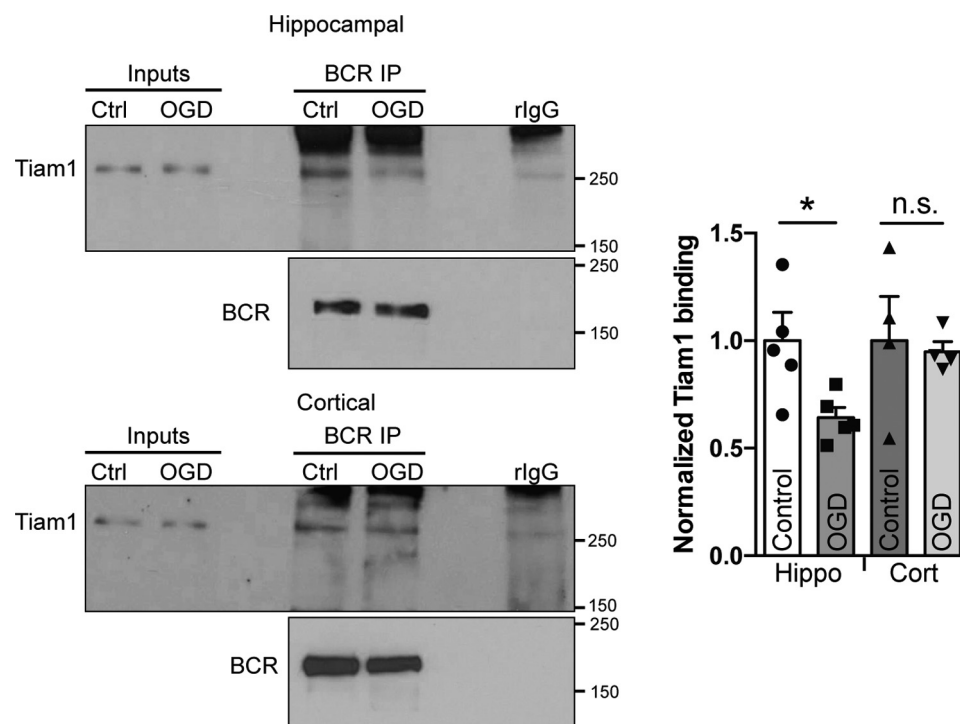 Hippocampal
Inputs BCR IP
Ctrl OGD Ctrl OGD rIgG
Tiam1
250
150
250
BCR
150
Cortical
Inputs BCR IP
Ctrl OGD Ctrl OGD rIgG
Tiam1
250
150
250
BCR
150
* n.s.
Normalized Tiam1 binding
1.5
1.0
0.5
0.0
Control OGD Control OGD
Hippo Cort